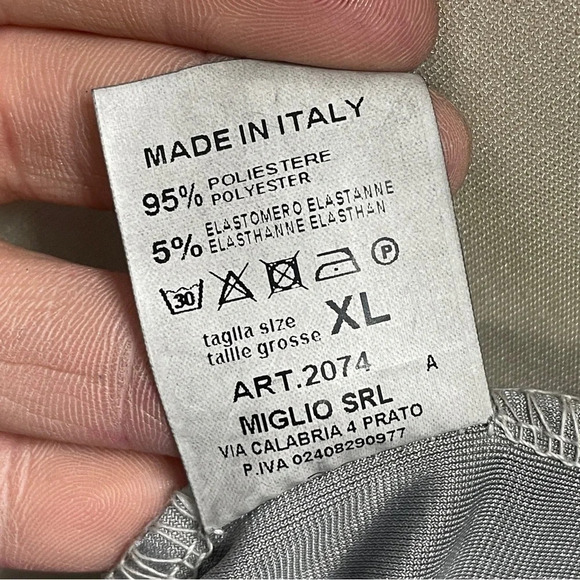 MADE IN ITALY
95% POLIESTERE
POLYESTER
5% ELASTOMERO ELASTANNE
ELASTHANNE ELASTHAN
30 P
taglia size
taille grosse XL
ART.2074 A
MIGLIO SRL
VIA CALABRIA 4 PRATO
P.IVA 02408290977